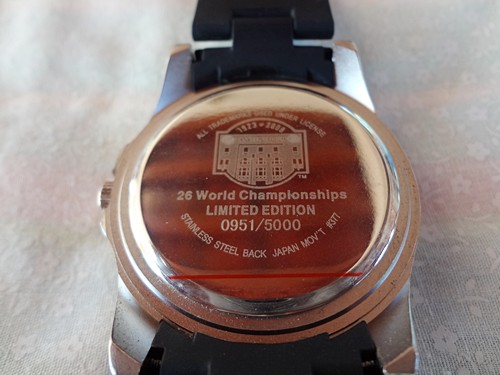 ALL TRADEMARKS USED UNDER LICENSE
1923 * 2008
TM
26 World Championships
LIMITED EDITION
0951/5000
STAINLESS STEEL BACK JAPAN MOV'T #377